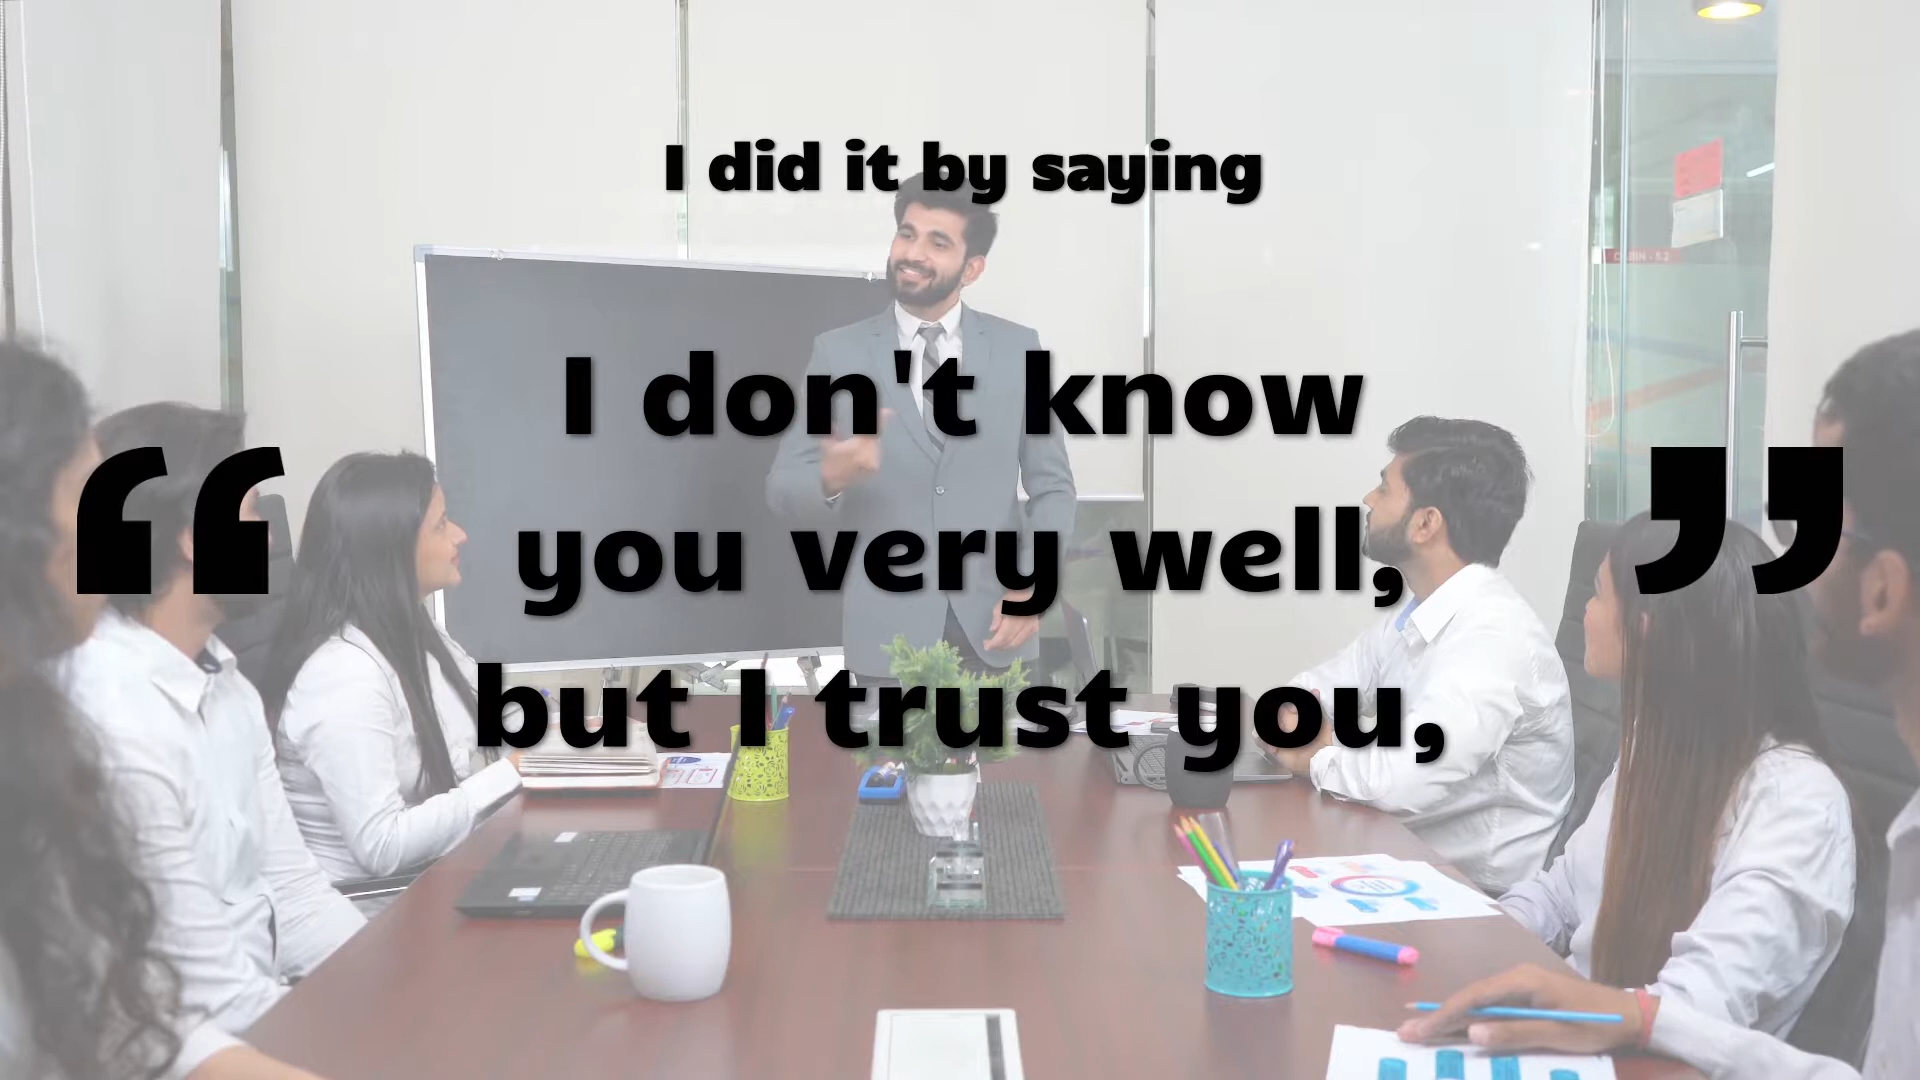 I did it by saying
“
I don't know
you very well,
but I trust you,
”